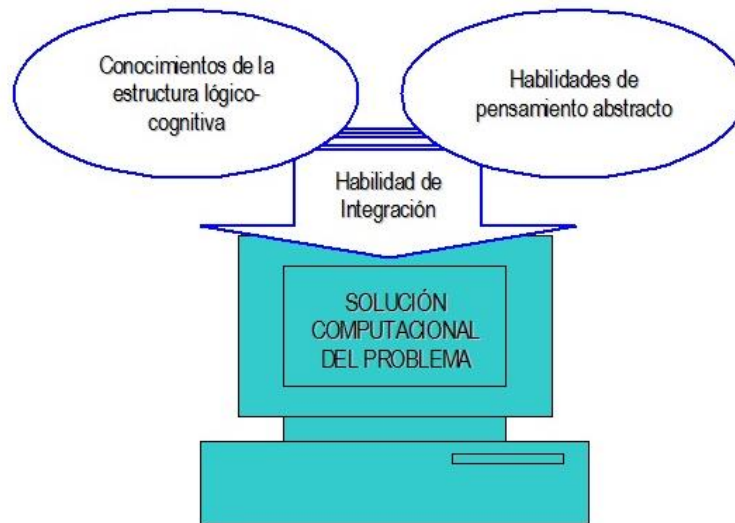 Conocimientos de la
estructura lógico-
cognitiva
Habilidades de
pensamiento abstracto
Habilidad de
Integración
SOLUCIÓN
COMPUTACIONAL
DEL PROBLEMA